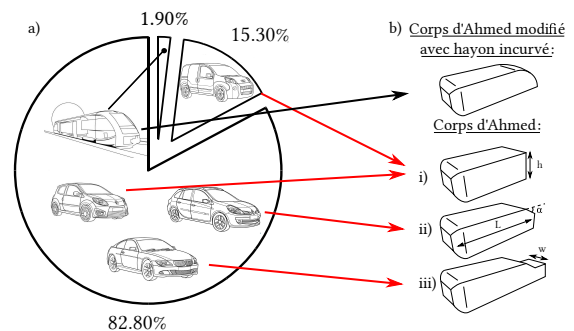 a)
1.90%
15.30%
82.80%
b) Corps d'Ahmed modifié
avec hayon incurvé:
Corps d'Ahmed:
i)
h
ii)
α
L
iii)
w